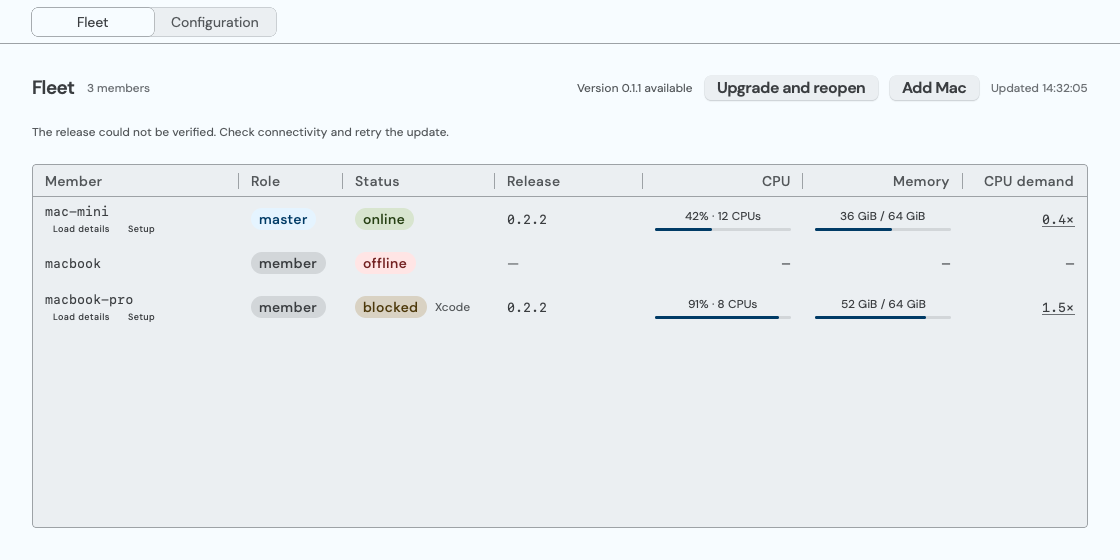 Fleet Configuration
Fleet 3 members Version 0.1.1 available Upgrade and reopen Add Mac Updated 14:32:05
The release could not be verified. Check connectivity and retry the update.
Member Role Status Release CPU Memory CPU demand
mac-mini master online 0.2.2 42% · 12 CPUs 36 GiB / 64 GiB 0.4×
Load details Setup
macbook member offline — — — —
macbook-pro member blocked Xcode 0.2.2 91% · 8 CPUs 52 GiB / 64 GiB 1.5×
Load details Setup